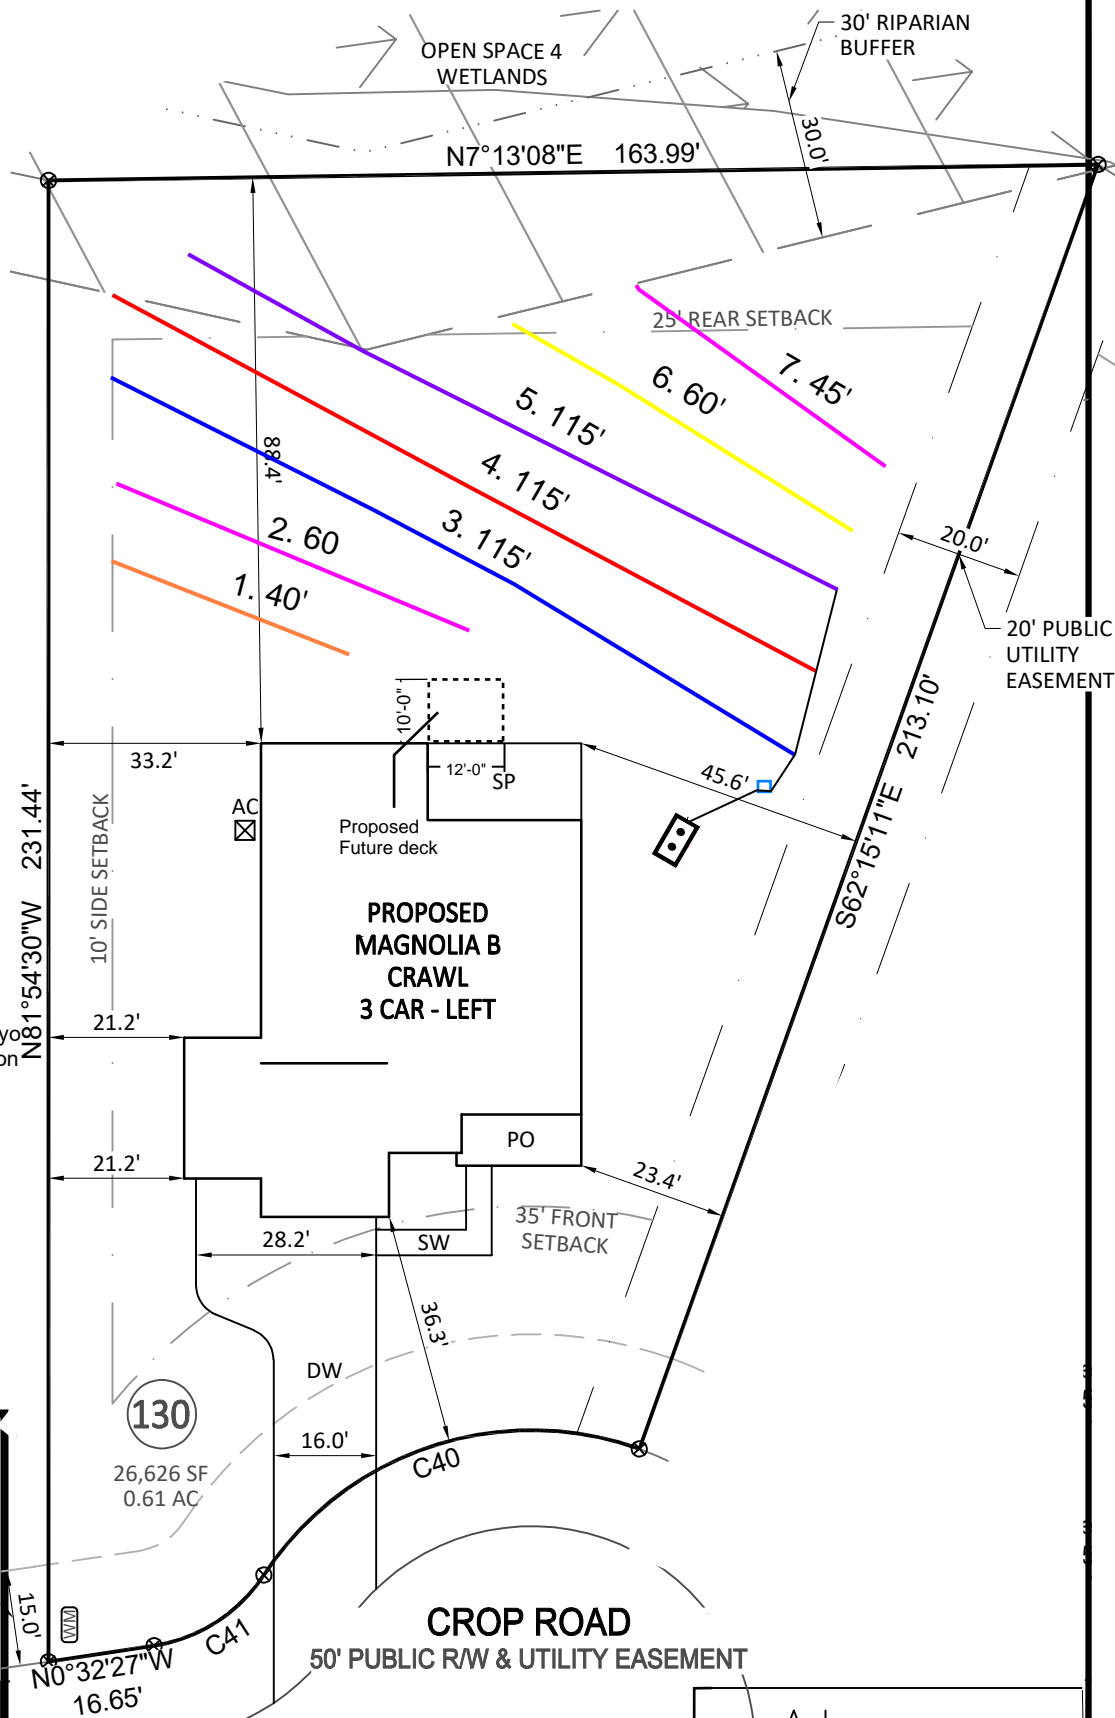 30' RIPARIAN
BUFFER
OPEN SPACE 4
WETLANDS
30.0'
N7°13'08"E 163.99'
25' REAR SETBACK
7. 45'
6. 60'
5. 115'
4. 115'
88.4'
3. 115'
2. 60
1. 40'
20.0'
20' PUBLIC
UTILITY
EASEMENT
10'-0"
12'-0"
SP
33.2'
45.6'
S62°15'11"E 213.10'
AC
Proposed
Future deck
N81°54'30"W 231.44'
10' SIDE SETBACK
PROPOSED
MAGNOLIA B
CRAWL
3 CAR - LEFT
21.2'
yo
on
PO
21.2'
23.4'
35' FRONT
SETBACK
28.2'
SW
36.3'
DW
130
16.0'
C40
26,626 SF
0.61 AC
15.0'
WM
C41
CROP ROAD
50' PUBLIC R/W & UTILITY EASEMENT
N0°32'27"W
16.65'